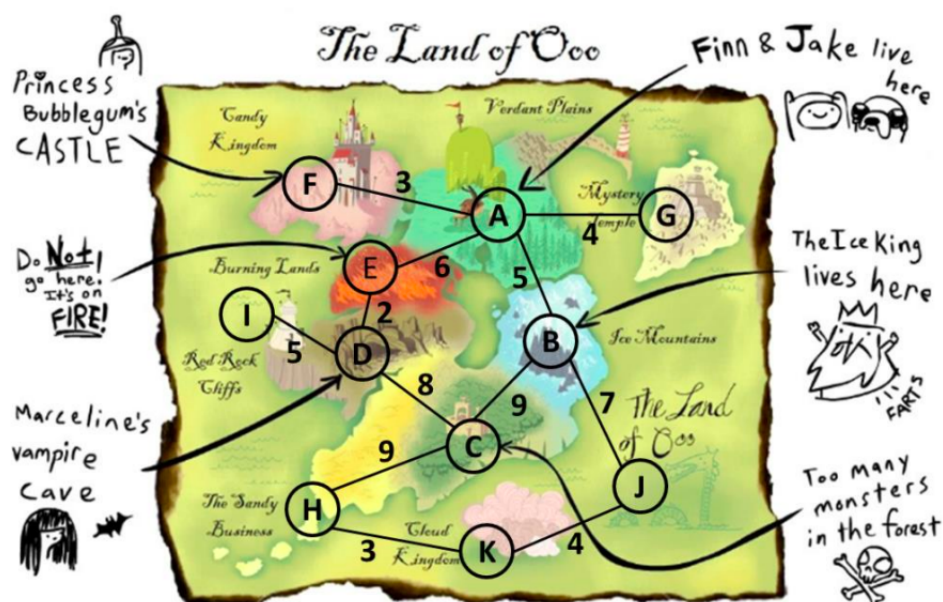 The Land of Ooo
Princess
Bubblegum's
CASTLE
Finn & Jake live
here
Candy
Kingdom
Verdant Plains
F
3
A
Mystery
Temple
G
4
Do Not!
go here!
It's on
FIRE!
Burning Lands
E
6
5
The Ice King
lives here
FARTS
I
2
5
D
B
Ice Mountains
Red Rock
Cliffs
8
9
7
The Land
of Ooo
Marceline's
vampire
Cave
9
C
J
Too many
monsters
in the forest
The Sandy
Business
H
3
Cloud
Kingdom
K
4